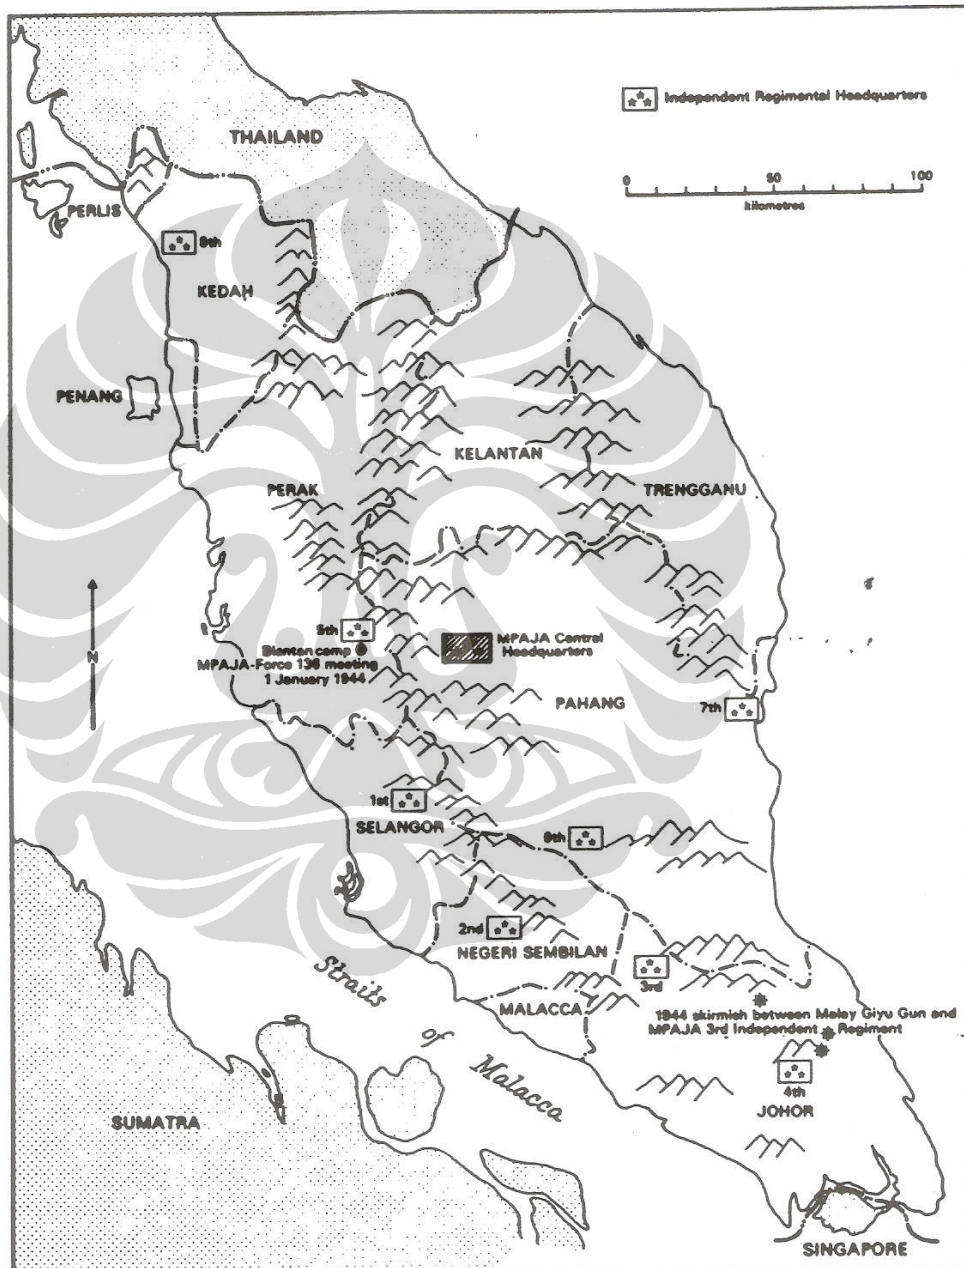 Independent Regimental Headquarters
0 50 100
kilometres
THAILAND
PERLIS
8th
KEDAH
PENANG
KELANTAN
PERAK
TRENGGANU
N
5th
Blantan camp
MPAJA-Force 136 meeting
1 January 1944
MPAJA Central
Headquarters
PAHANG
7th
1st
SELANGOR
6th
2nd
NEGERI SEMBILAN
3rd
MALACCA
1944 skirmish between Malay Giyu Gun and
MPAJA 3rd Independent Regiment
4th
JOHOR
Straits
of
Malacca
SUMATRA
SINGAPORE